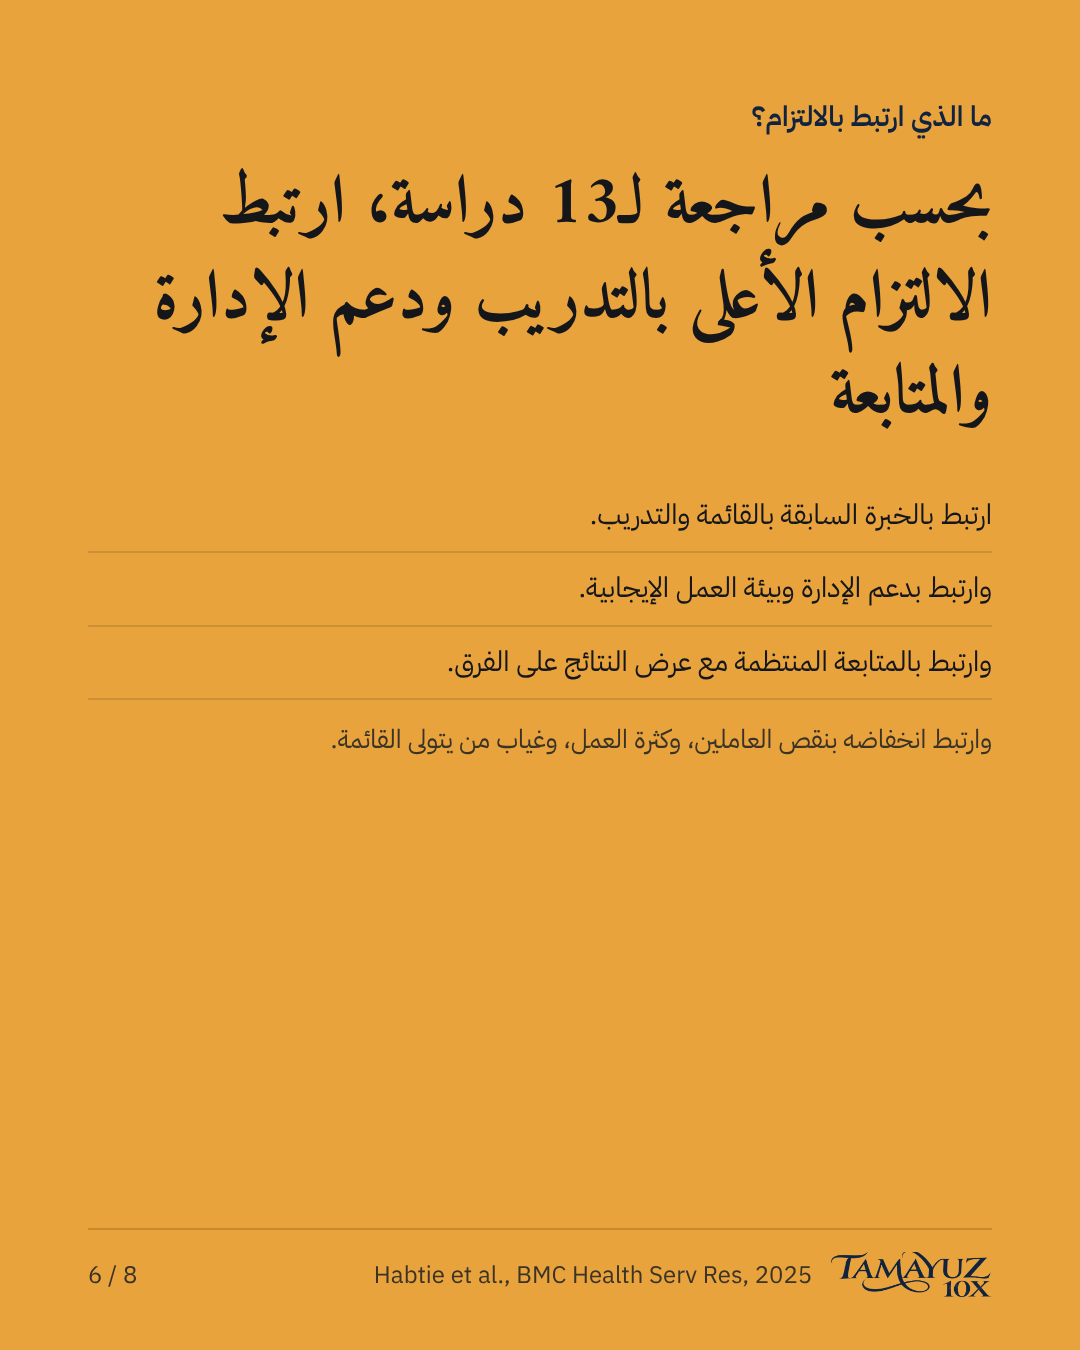 ما الذي ارتبط بالالتزام؟
بحسب مراجعة لـ13 دراسة، ارتبط
الالتزام الأعلى بالتدريب ودعم الإدارة
والمتابعة
ارتبط بالخبرة السابقة بالقائمة والتدريب.
وارتبط بدعم الإدارة وبيئة العمل الإيجابية.
وارتبط بالمتابعة المنتظمة مع عرض النتائج على الفرق.
وارتبط انخفاضه بنقص العاملين، وكثرة العمل، وغياب من يتولى القائمة.
TAMAYUZ
10X
Habtie et al., BMC Health Serv Res, 2025
6 / 8